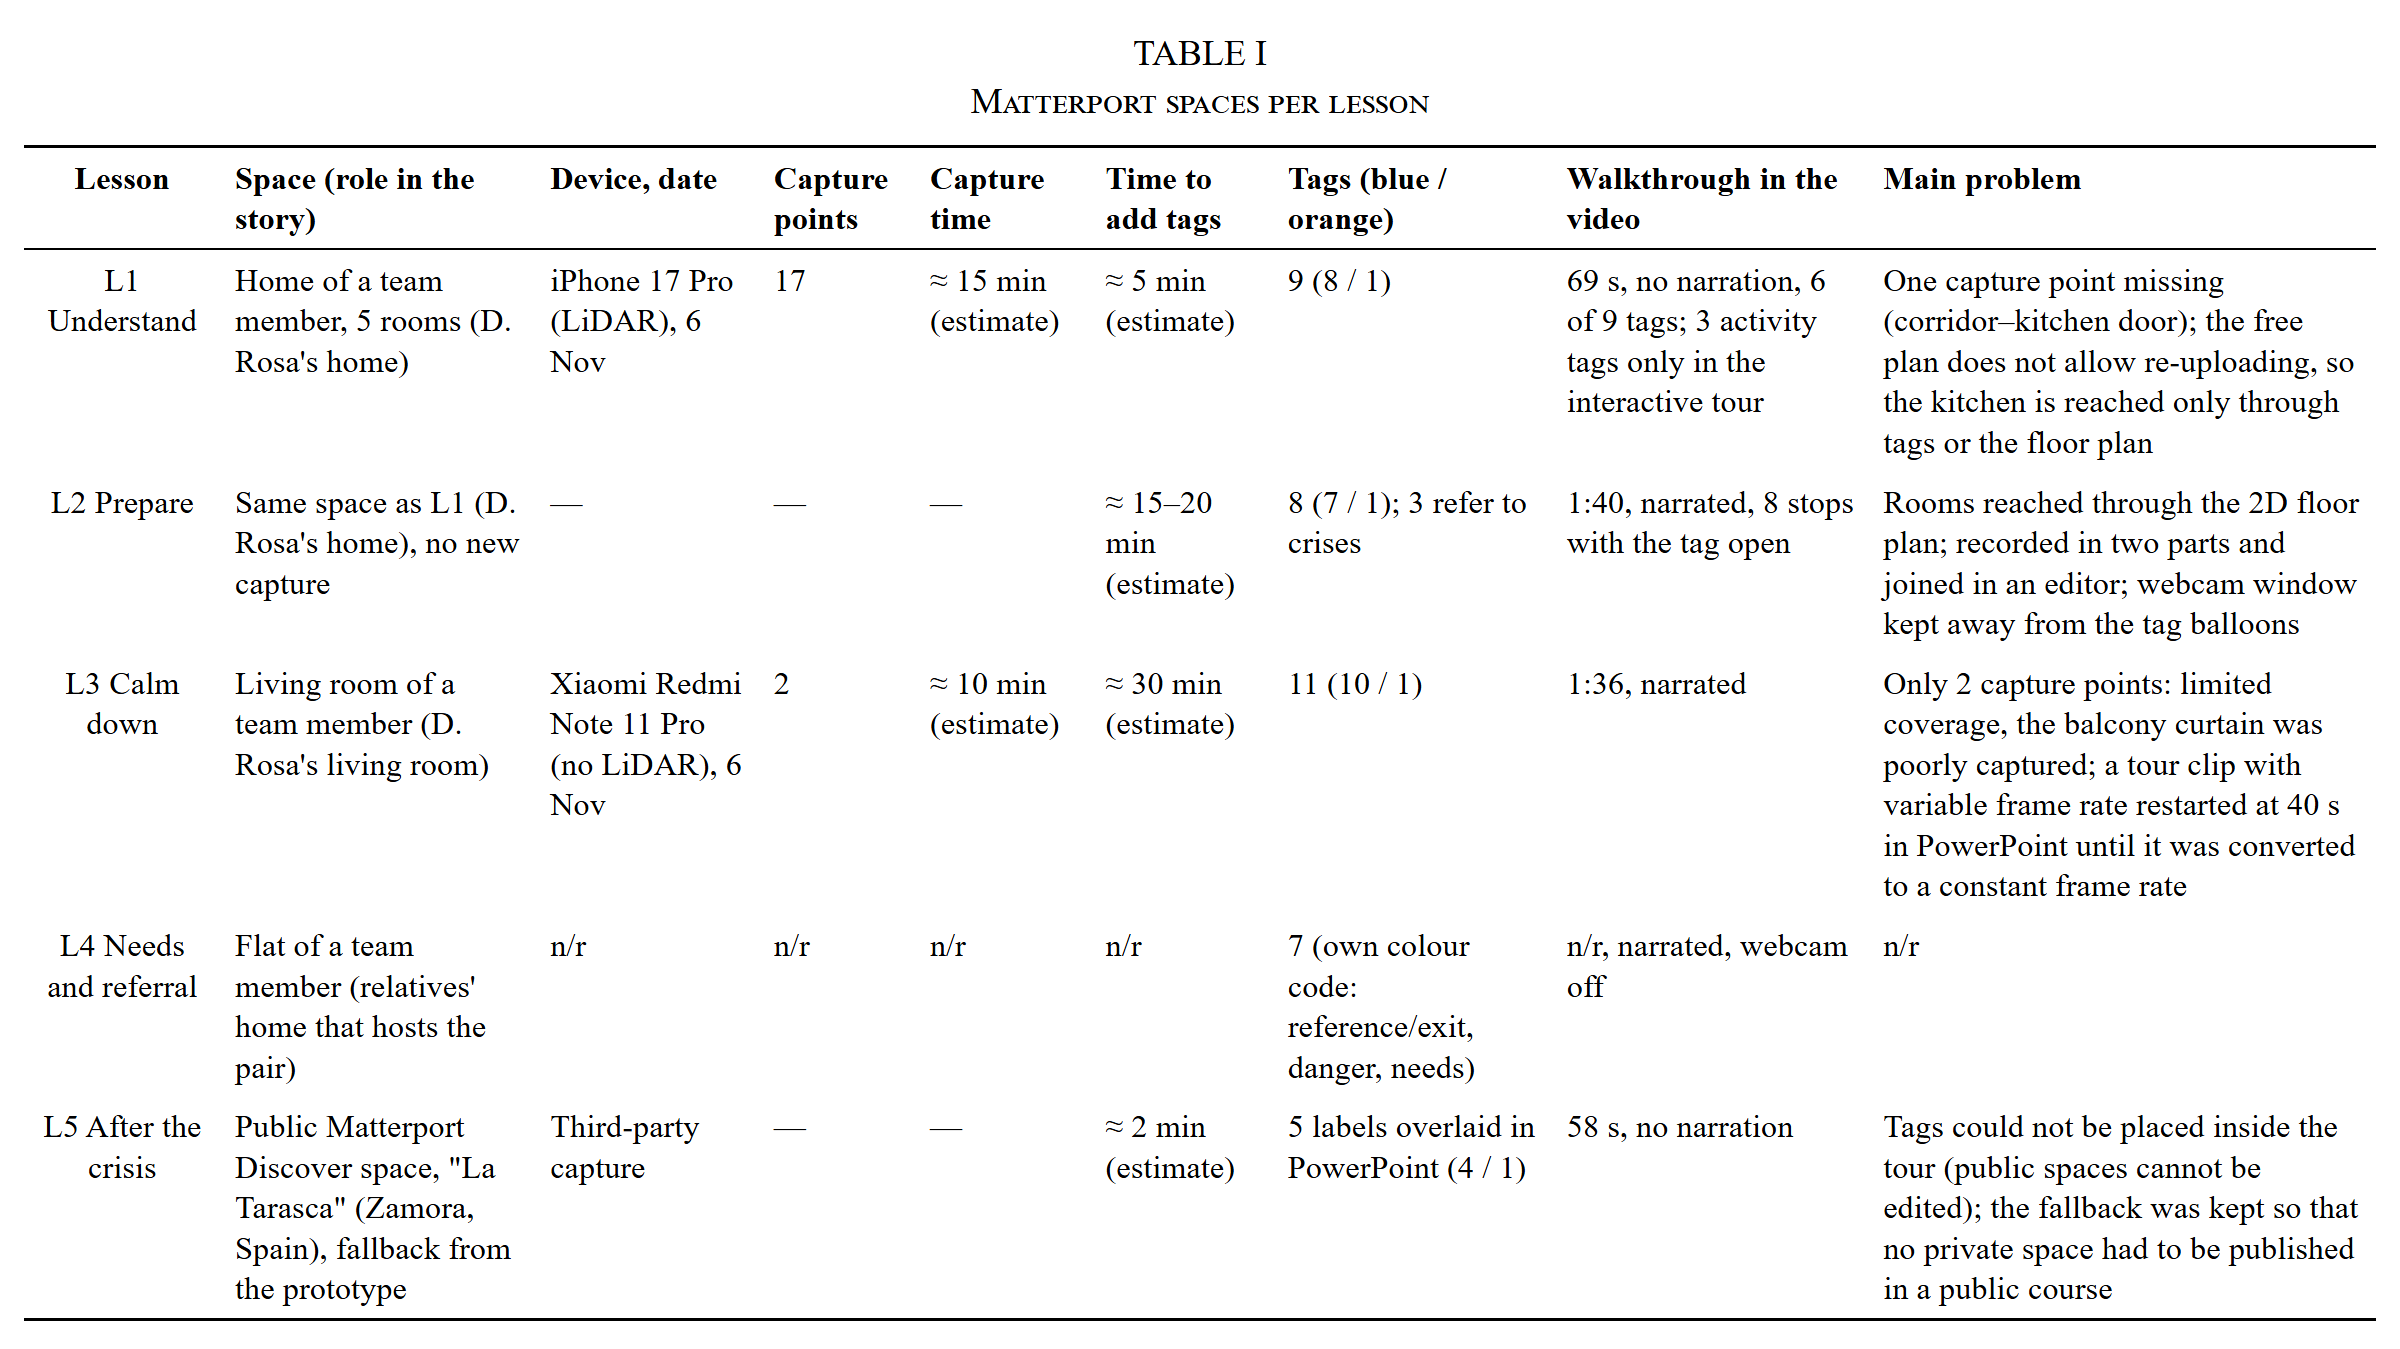 TABLE I
MATTERPORT SPACES PER LESSON
Lesson
Space (role in the
story)
Device, date
Capture
points
Capture
time
Time to
add tags
Tags (blue /
orange)
Walkthrough in the
video
Main problem
L1
Understand
Home of a team
member, 5 rooms (D.
Rosa's home)
iPhone 17 Pro
(LiDAR), 6
Nov
17
≈ 15 min
(estimate)
≈ 5 min
(estimate)
9 (8 / 1)
69 s, no narration, 6
of 9 tags; 3 activity
tags only in the
interactive tour
One capture point missing
(corridor–kitchen door); the free
plan does not allow re-uploading, so
the kitchen is reached only through
tags or the floor plan
L2 Prepare
Same space as L1 (D.
Rosa's home), no new
capture
—
—
—
≈ 15–20
min
(estimate)
8 (7 / 1); 3 refer to
crises
1:40, narrated, 8 stops
with the tag open
Rooms reached through the 2D floor
plan; recorded in two parts and
joined in an editor; webcam window
kept away from the tag balloons
L3 Calm
down
Living room of a
team member (D.
Rosa's living room)
Xiaomi Redmi
Note 11 Pro
(no LiDAR), 6
Nov
2
≈ 10 min
(estimate)
≈ 30 min
(estimate)
11 (10 / 1)
1:36, narrated
Only 2 capture points: limited
coverage, the balcony curtain was
poorly captured; a tour clip with
variable frame rate restarted at 40 s
in PowerPoint until it was converted
to a constant frame rate
L4 Needs
and referral
Flat of a team
member (relatives'
home that hosts the
pair)
n/r
n/r
n/r
n/r
7 (own colour
code:
reference/exit,
danger, needs)
n/r, narrated, webcam
off
n/r
L5 After the
crisis
Public Matterport
Discover space, "La
Tarasca" (Zamora,
Spain), fallback from
the prototype
Third-party
capture
—
—
≈ 2 min
(estimate)
5 labels overlaid in
PowerPoint (4 / 1)
58 s, no narration
Tags could not be placed inside the
tour (public spaces cannot be
edited); the fallback was kept so that
no private space had to be published
in a public course